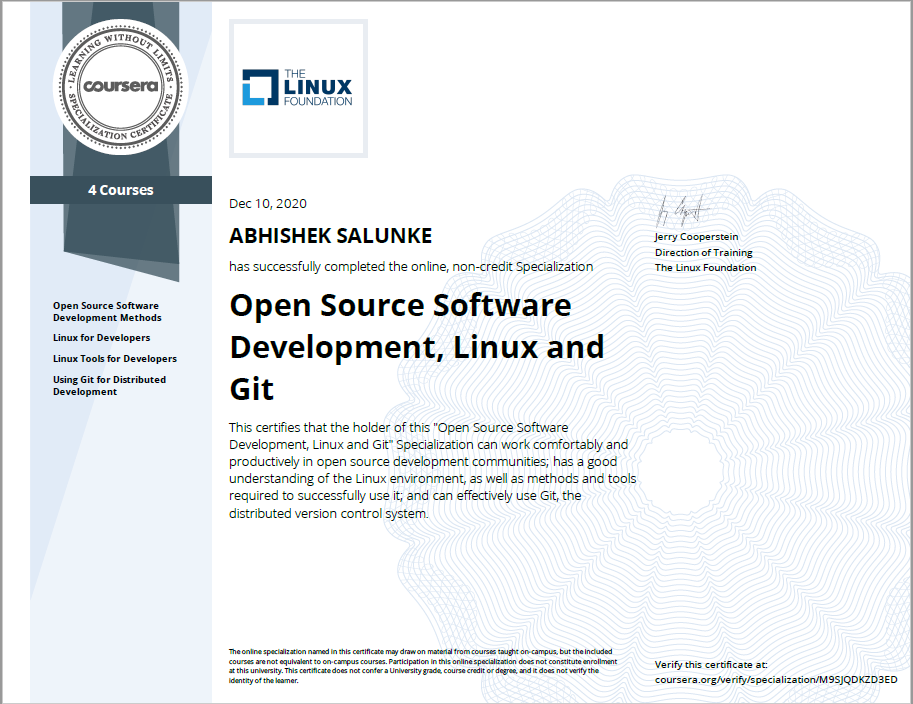 LEARNING WITHOUT LIMITS
coursera
SPECIALIZATION CERTIFICATE
4 Courses
Open Source Software
Development Methods
Linux for Developers
Linux Tools for Developers
Using Git for Distributed
Development
THE
LINUX
FOUNDATION
Dec 10, 2020
ABHISHEK SALUNKE
has successfully completed the online, non-credit Specialization
Open Source Software
Development, Linux and
Git
This certifies that the holder of this "Open Source Software
Development, Linux and Git" Specialization can work comfortably and
productively in open source development communities; has a good
understanding of the Linux environment, as well as methods and tools
required to successfully use it; and can effectively use Git, the
distributed version control system.
Jerry Cooperstein
Direction of Training
The Linux Foundation
The online specialization named in this certificate may draw on material from courses taught on-campus, but the included
courses are not equivalent to on-campus courses. Participation in this online specialization does not constitute enrollment
at this university. This certificate does not confer a University grade, course credit or degree, and it does not verify the
identity of the learner.
Verify this certificate at:
coursera.org/verify/specialization/M9SJQDKZD3ED